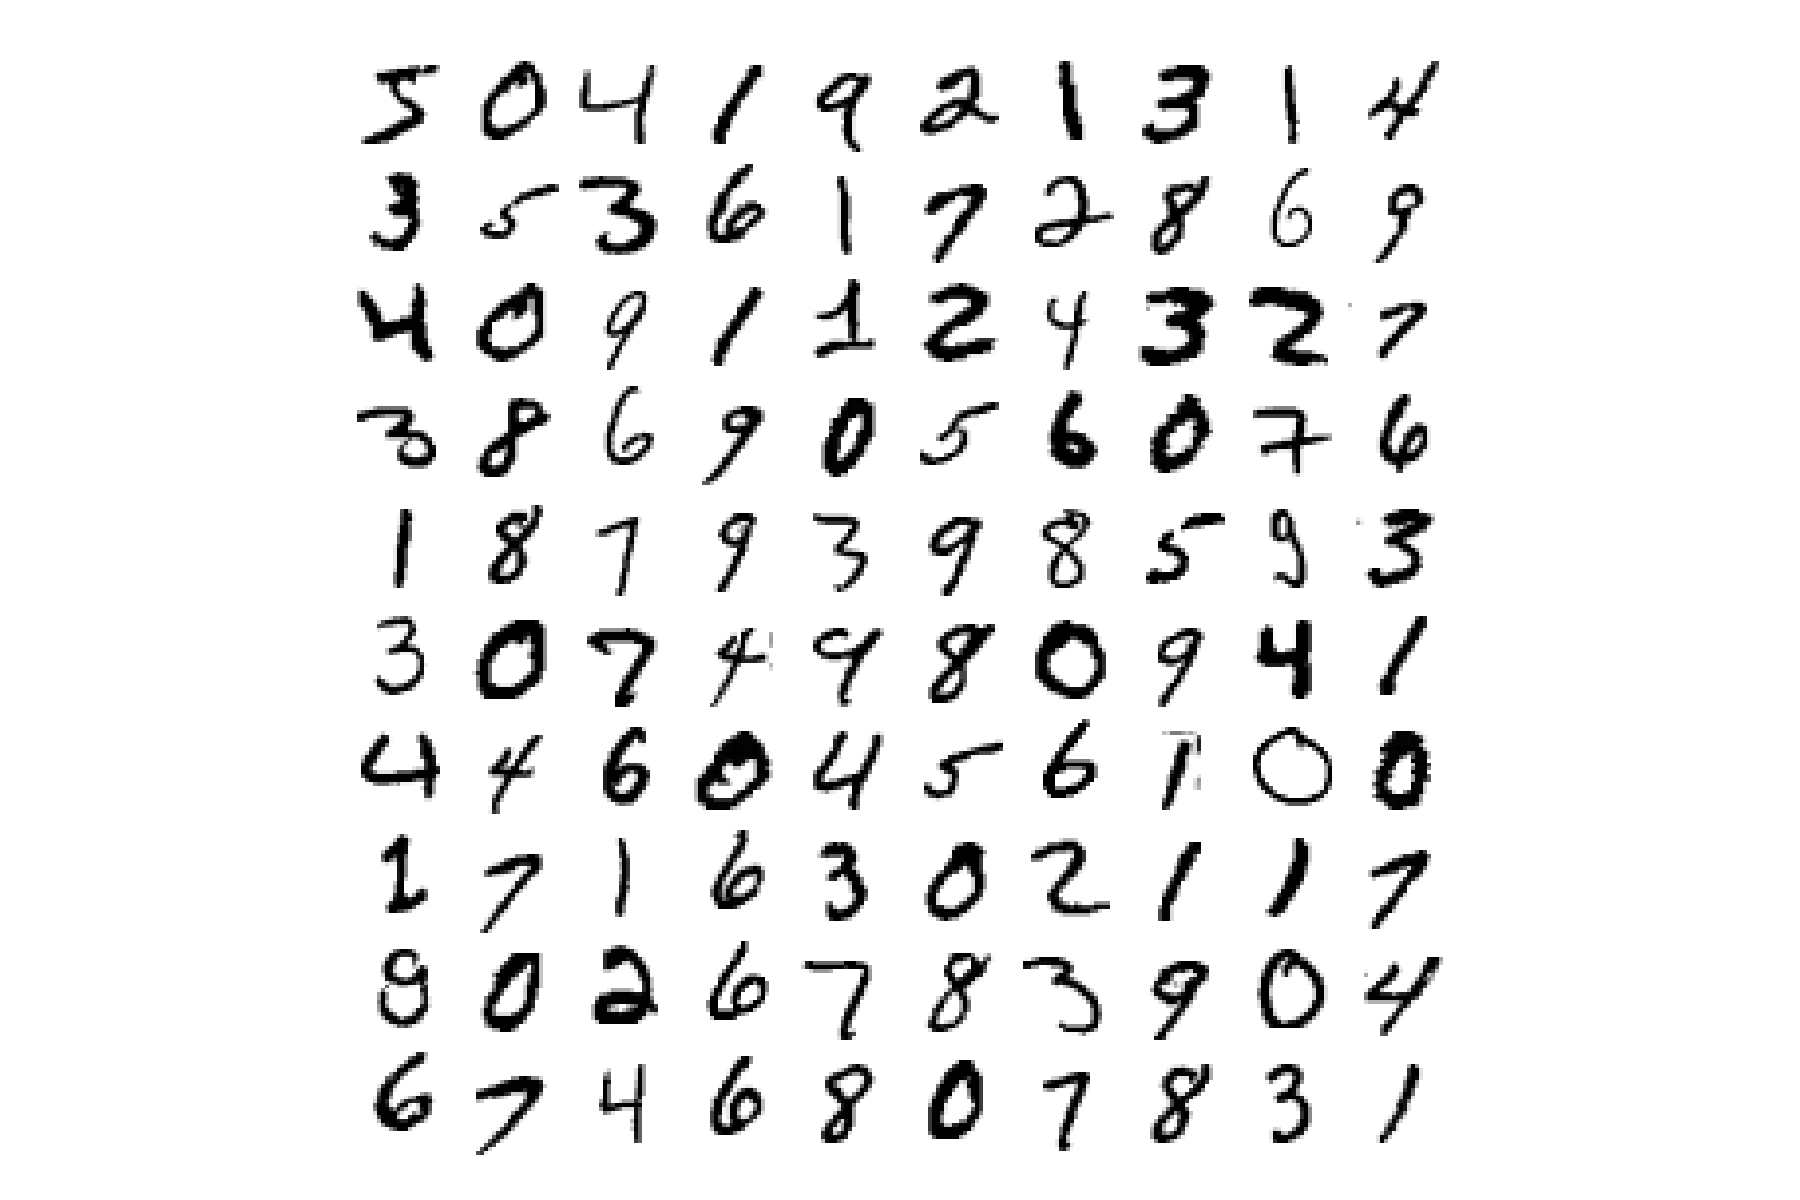 5 0 4 1 9 2 1 3 1 4
3 5 3 6 1 7 2 8 6 9
4 0 9 1 1 2 4 3 2 7
3 8 6 9 0 5 6 0 7 6
1 8 7 9 3 9 8 5 9 3
3 0 7 4 9 8 0 9 4 1
4 4 6 0 4 5 6 1 0 0
1 7 1 6 3 0 2 1 1 7
9 0 2 6 7 8 3 9 0 4
6 7 4 6 8 0 7 8 3 1